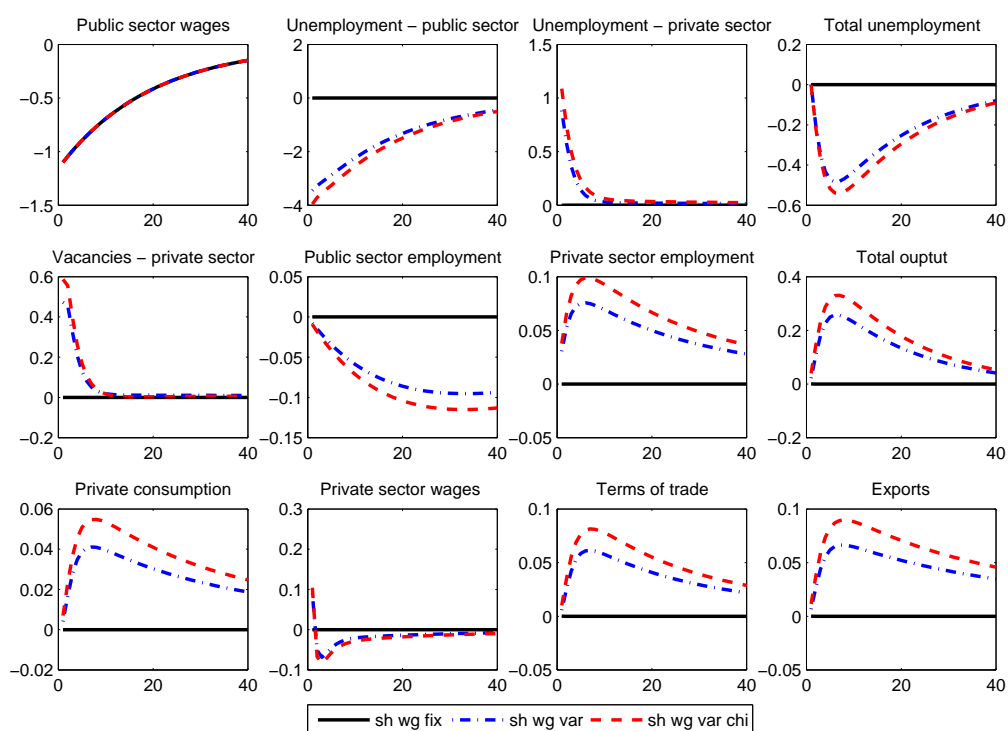 Public sector wages
Unemployment – public sector
Unemployment – private sector
Total unemployment
0
−0.5
−1
−1.5
0 20 40
2
0
−2
−4
0 20 40
1.5
1
0.5
0
0 20 40
0.2
0
−0.2
−0.4
−0.6
0 20 40
Vacancies – private sector
Public sector employment
Private sector employment
Total ouptut
0.6
0.4
0.2
0
−0.2
0 20 40
0.05
0
−0.05
−0.1
−0.15
0 20 40
0.1
0.05
0
−0.05
0 20 40
0.4
0.2
0
−0.2
0 20 40
Private consumption
Private sector wages
Terms of trade
Exports
0.06
0.04
0.02
0
−0.02
0 20 40
0.3
0.2
0.1
0
−0.1
0 20 40
0.1
0.05
0
−0.05
0 20 40
0.1
0.05
0
−0.05
0 20 40
sh wg fix sh wg var sh wg var chi